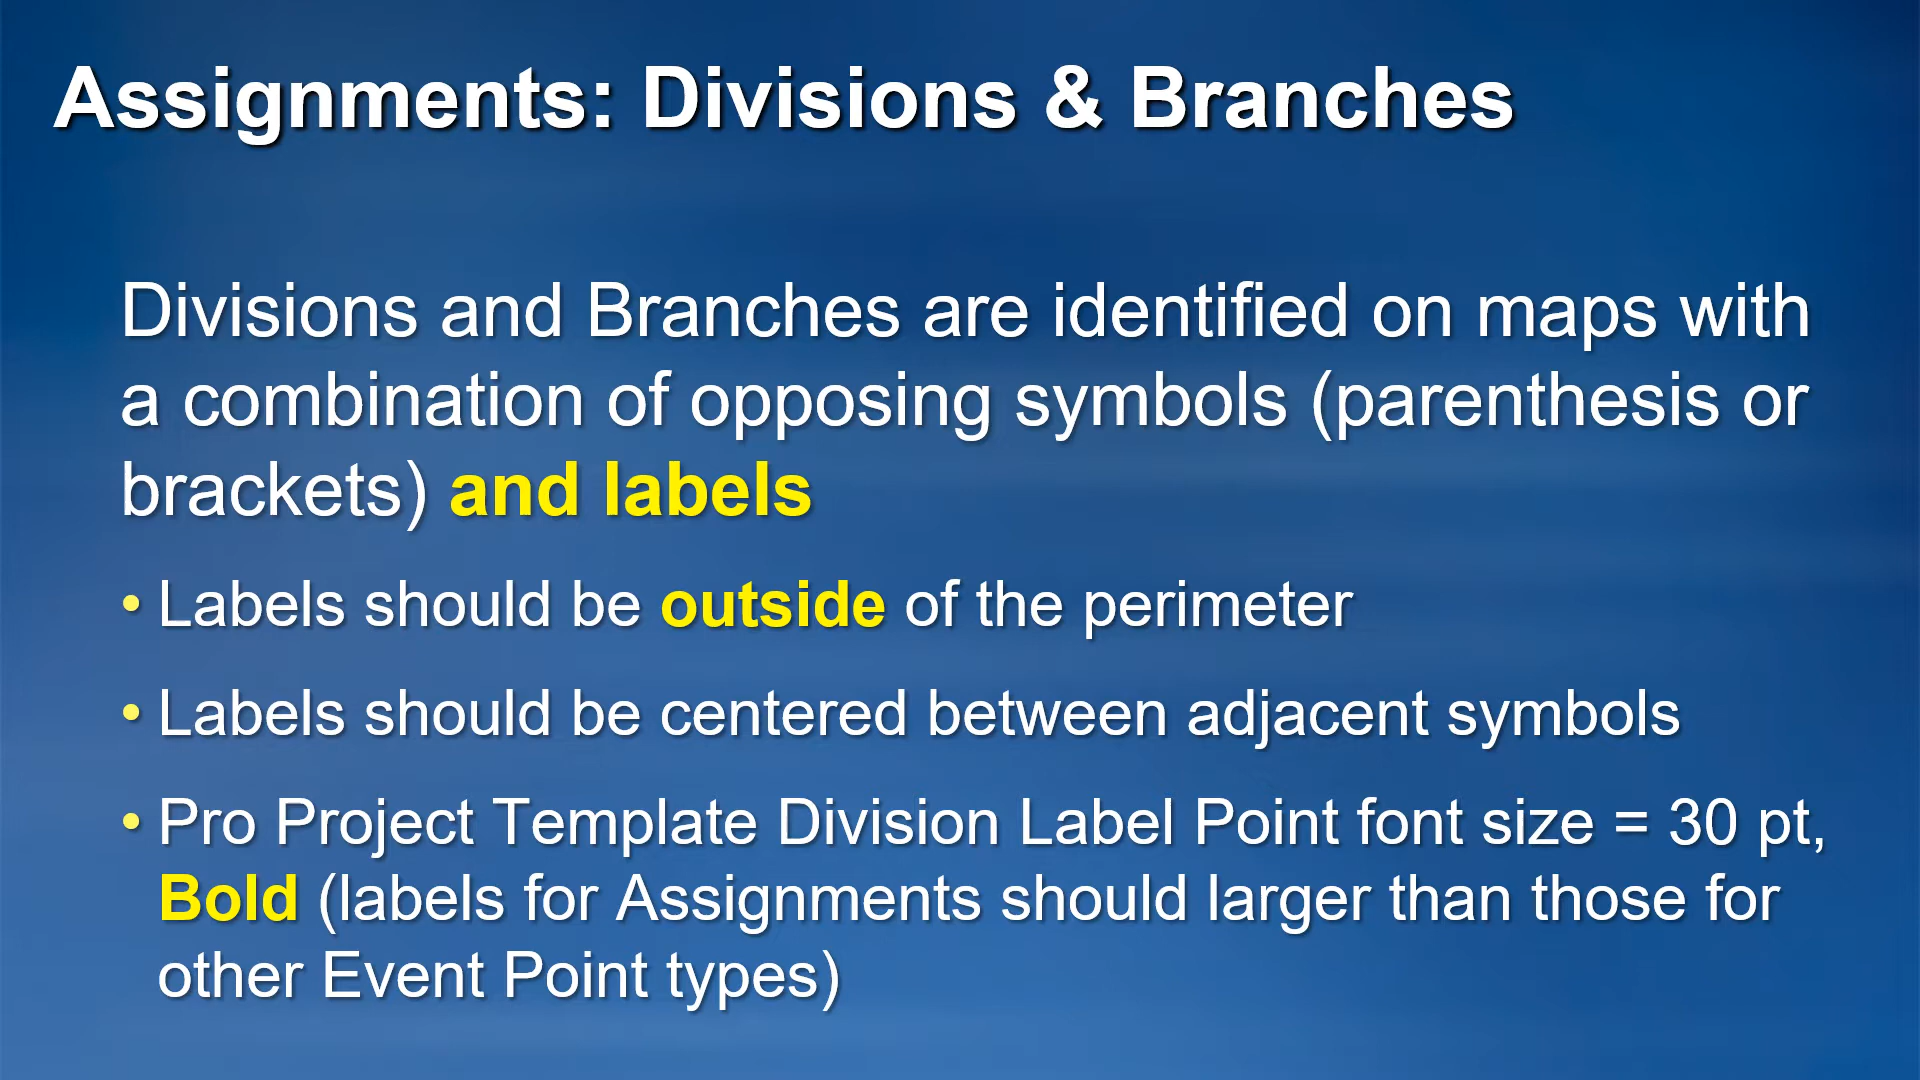 Assignments: Divisions & Branches
Divisions and Branches are identified on maps with
a combination of opposing symbols (parenthesis or
brackets) and labels
• Labels should be outside of the perimeter
• Labels should be centered between adjacent symbols
• Pro Project Template Division Label Point font size = 30 pt,
Bold (labels for Assignments should larger than those for
other Event Point types)